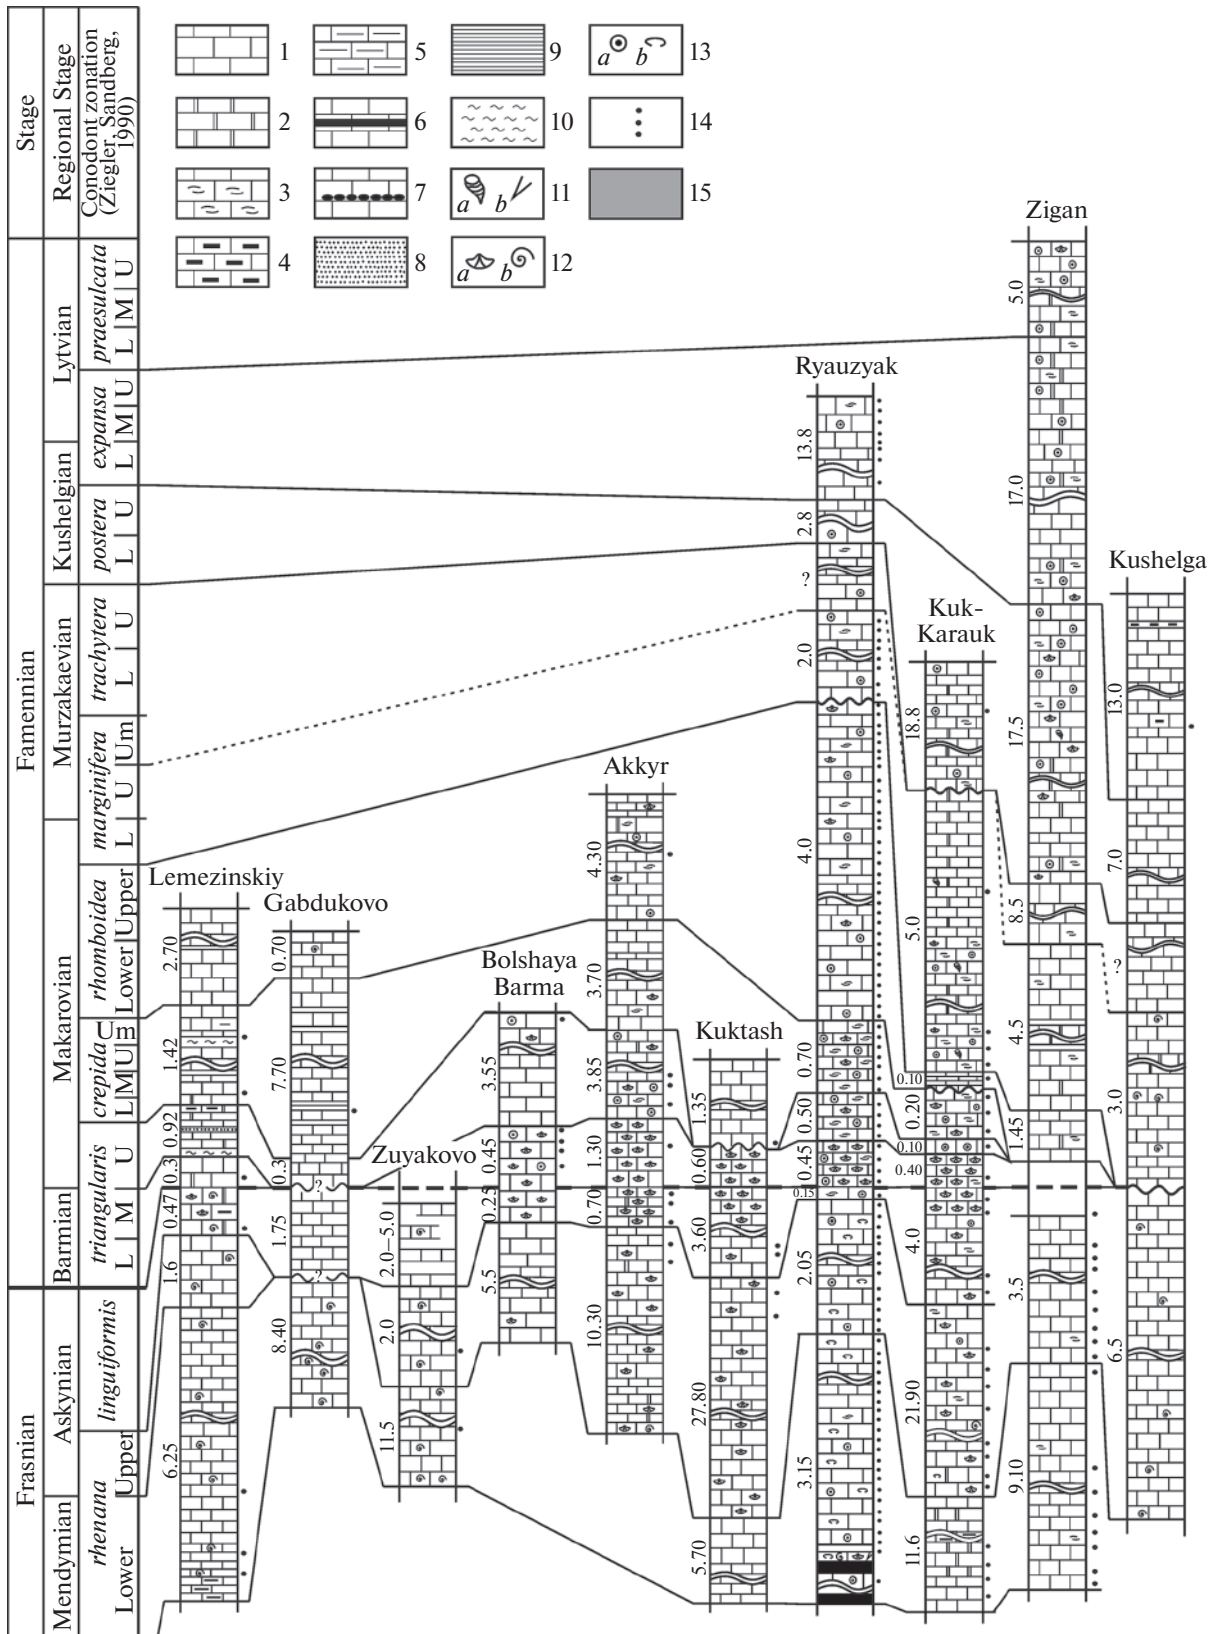 Stage
Regional Stage
Conodont zonation
(Ziegler, Sandberg,
1990)
1
2
3
4
5
6
7
8
9
10
a b 11
a b 12
a b 13
14
15
Famennian
Frasnian
Lytvian
Kushelgian
Murzakaevian
Makarovian
Barmian
Askynian
Mendymian
praesulcata
L M U
expansa
L M U
postera
L U
trachytera
L U
marginifera
L U Um
rhomboidea
Lower Upper
crepida
L M U Um
triangularis
L M U
linguiformis
rhenana
Lower Upper
Lemezinskiy
2.70
1.42
0.92
0.3
0.47
1.6
6.25
Gabdukovo
0.70
7.70
0.3
?
1.75
?
8.40
Zuyakovo
2.0–5.0
2.0
11.5
Bolshaya
Barma
3.55
0.45
0.25
5.5
Akkyr
4.30
3.70
3.85
1.30
0.70
10.30
Kuktash
1.35
0.60
3.60
27.80
5.70
Ryauzyak
13.8
2.8
?
2.0
4.0
0.70
0.50
0.45
0.15
2.05
3.15
Kuk-
Karauk
18.8
5.0
0.10
0.20
0.10
0.40
4.0
21.90
11.6
Zigan
5.0
17.0
17.5
8.5
4.5
1.45
3.5
9.10
Kushelga
13.0
7.0
?
3.0
6.5